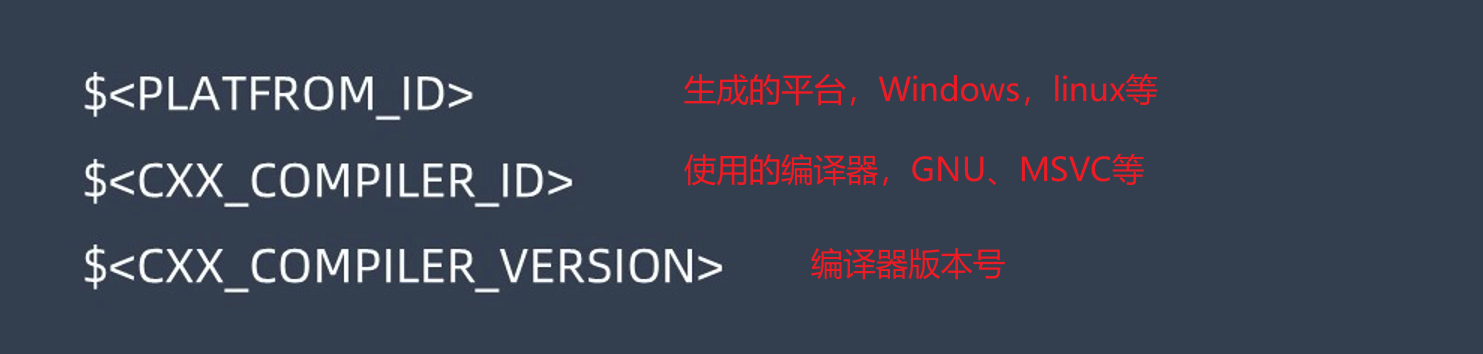 $<PLATFROM_ID> 生成的平台，Windows，linux等
$<CXX_COMPILER_ID> 使用的编译器，GNU、MSVC等
$<CXX_COMPILER_VERSION> 编译器版本号